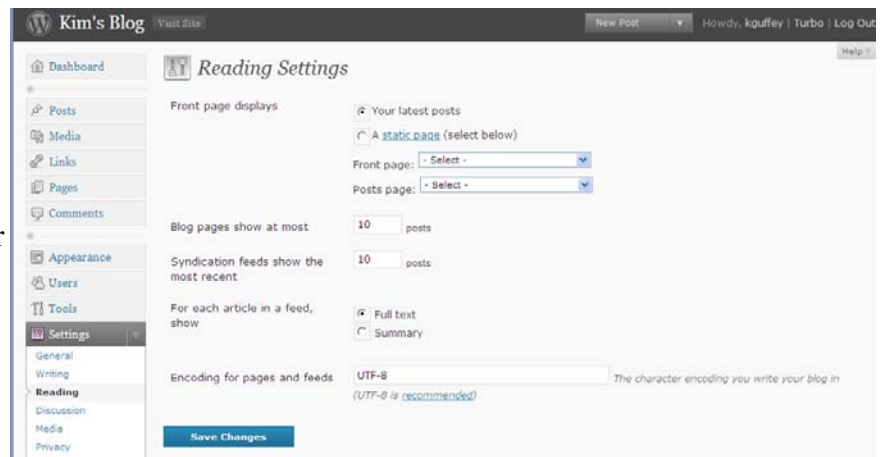 Kim's Blog Visit Site New Post Howdy, kguffey | Turbo | Log Out
Help
Dashboard
Posts
Media
Links
Pages
Comments
r
Appearance
Users
Tools
Settings
General
Writing
Reading
Discussion
Media
Privacy
Reading Settings
Front page displays
Your latest posts
A static page (select below)
Front page: - Select -
Posts page: - Select -
Blog pages show at most 10 posts
Syndication feeds show the
most recent
10 posts
For each article in a feed,
show
Full text
Summary
Encoding for pages and feeds UTF-8 The character encoding you write your blog in
(UTF-8 is recommended)
Save Changes